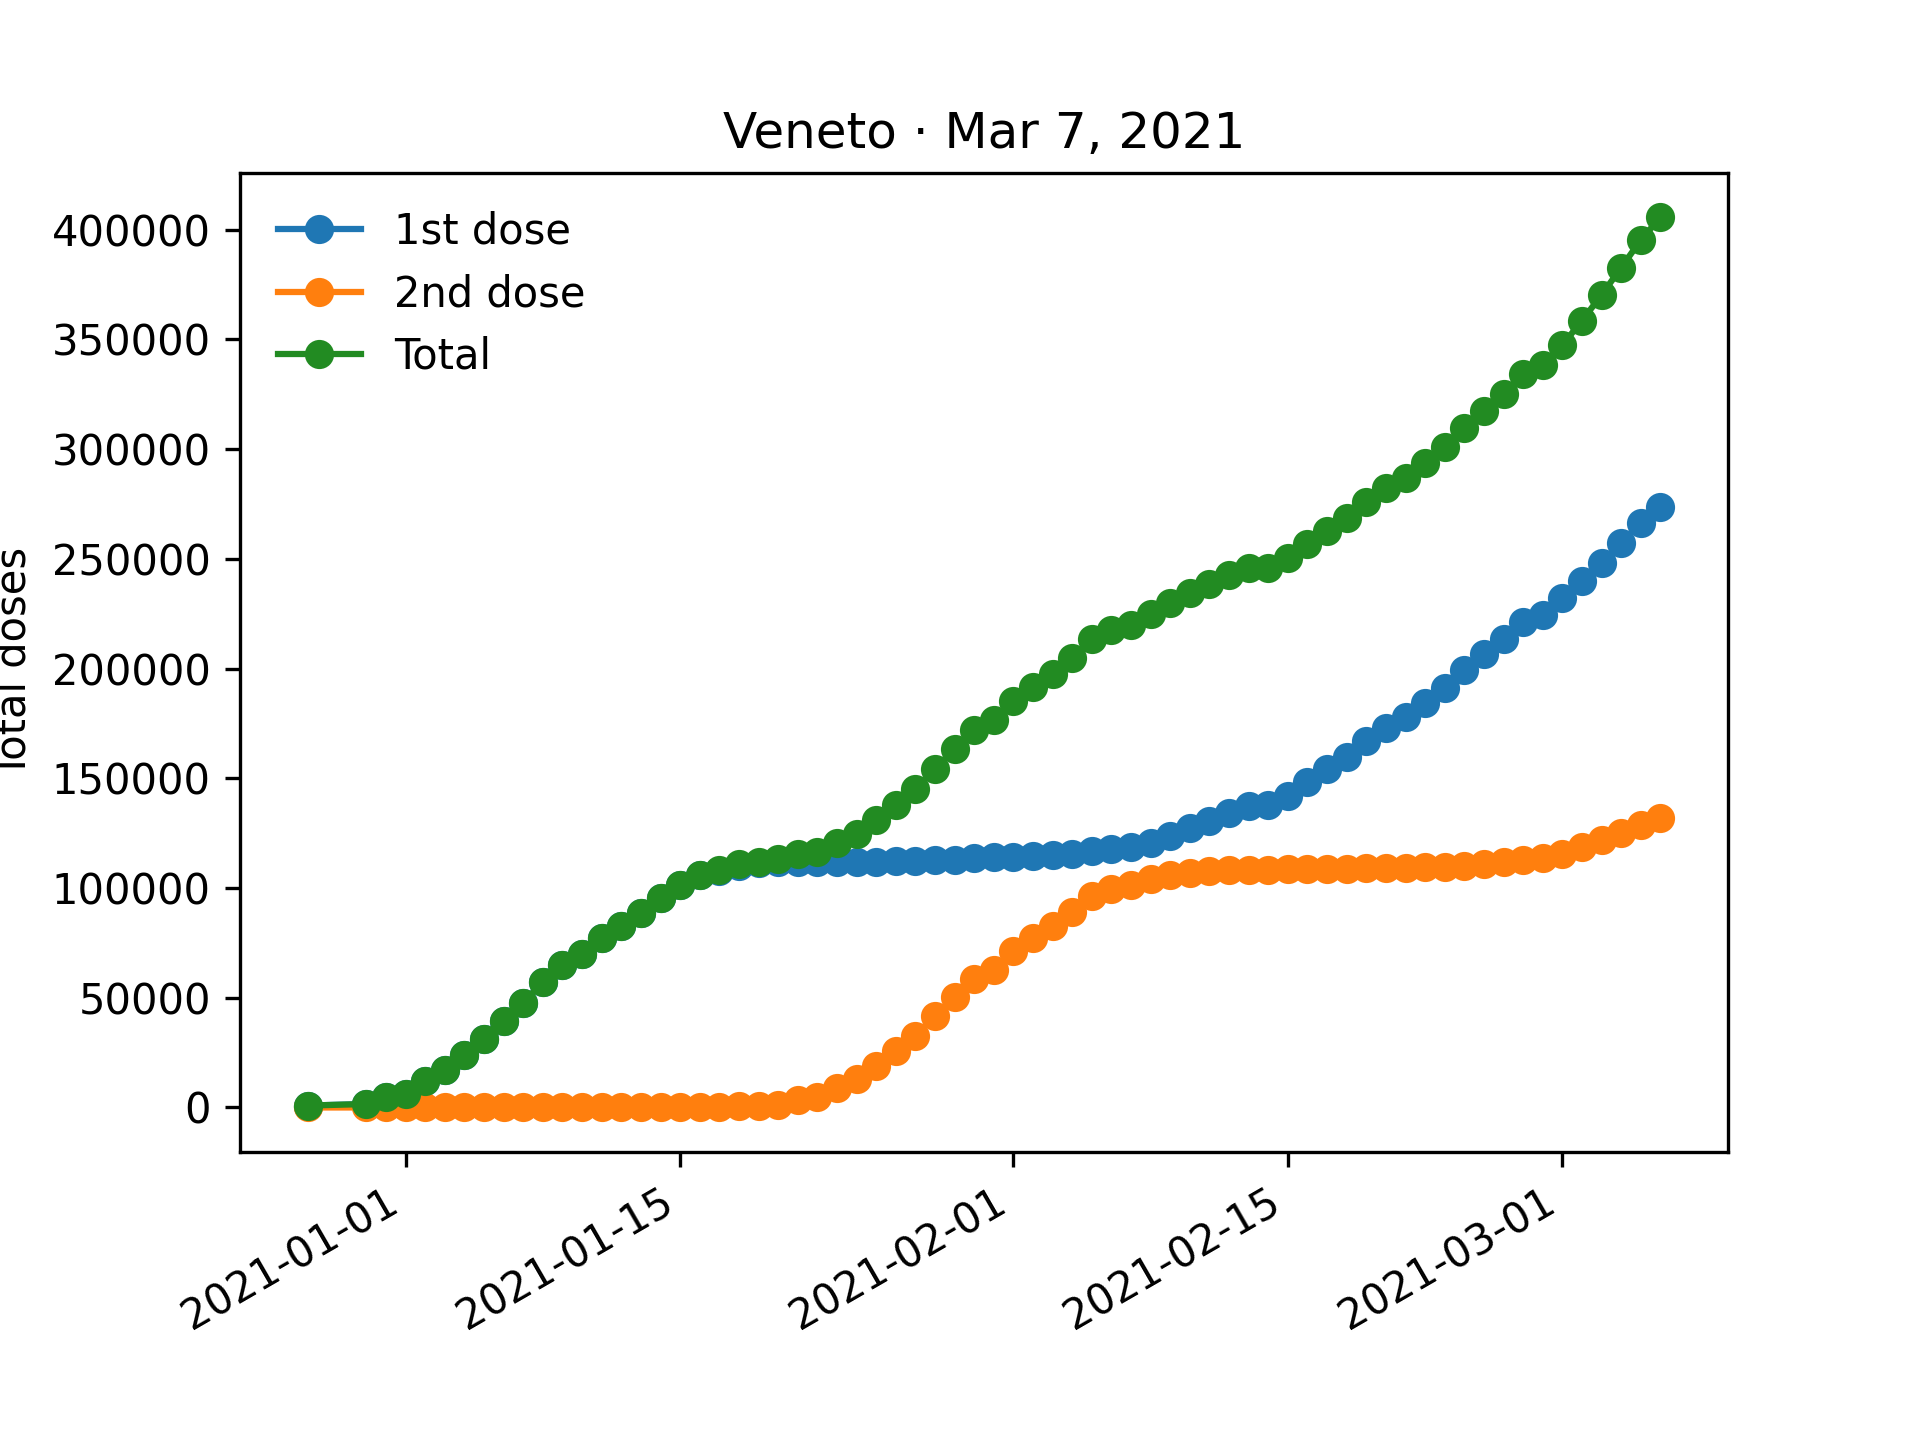 Veneto · Mar 7, 2021
1st dose
2nd dose
Total
400000
350000
300000
250000
200000
150000
100000
50000
0
Total doses
2021-01-01
2021-01-15
2021-02-01
2021-02-15
2021-03-01